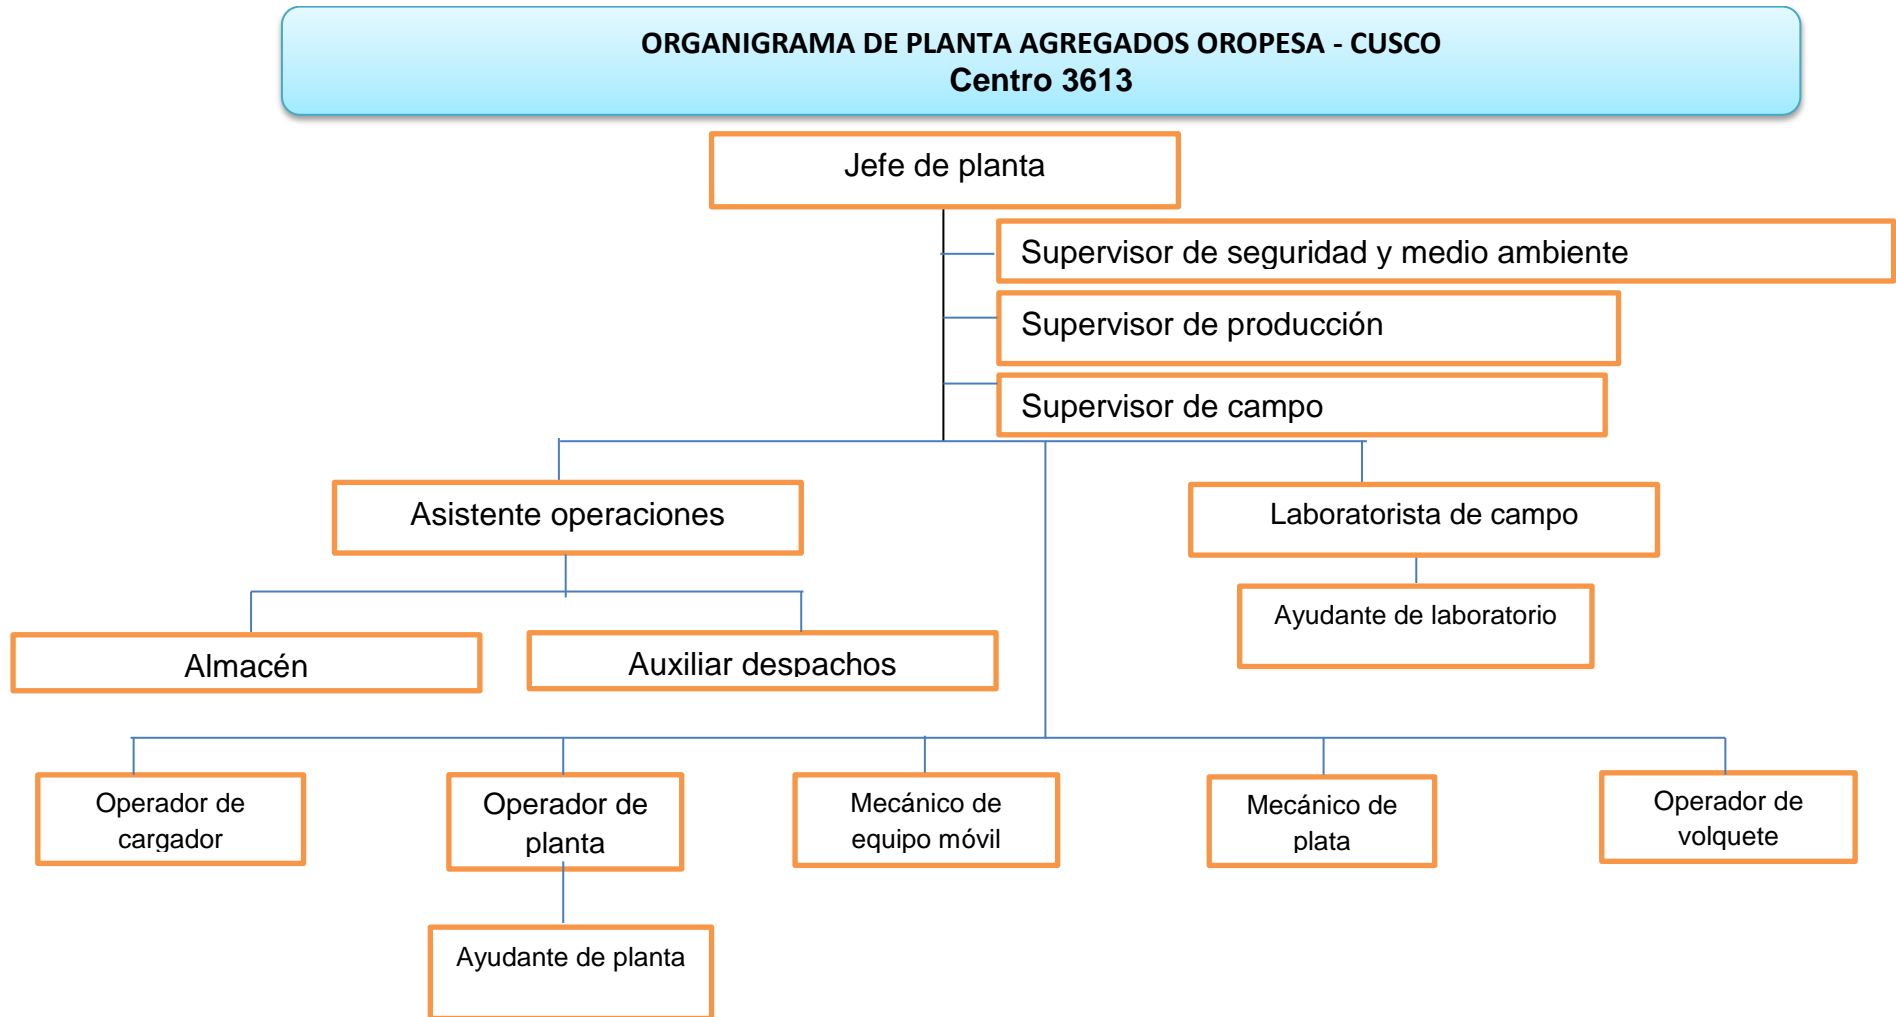 ORGANIGRAMA DE PLANTA AGREGADOS OROPESA - CUSCO
Centro 3613
Jefe de planta
Supervisor de seguridad y medio ambiente
Supervisor de producción
Supervisor de campo
Asistente operaciones
Laboratorista de campo
Ayudante de laboratorio
Almacén
Auxiliar despachos
Operador de
cargador
Operador de
planta
Mecánico de
equipo móvil
Mecánico de
plata
Operador de
volquete
Ayudante de planta